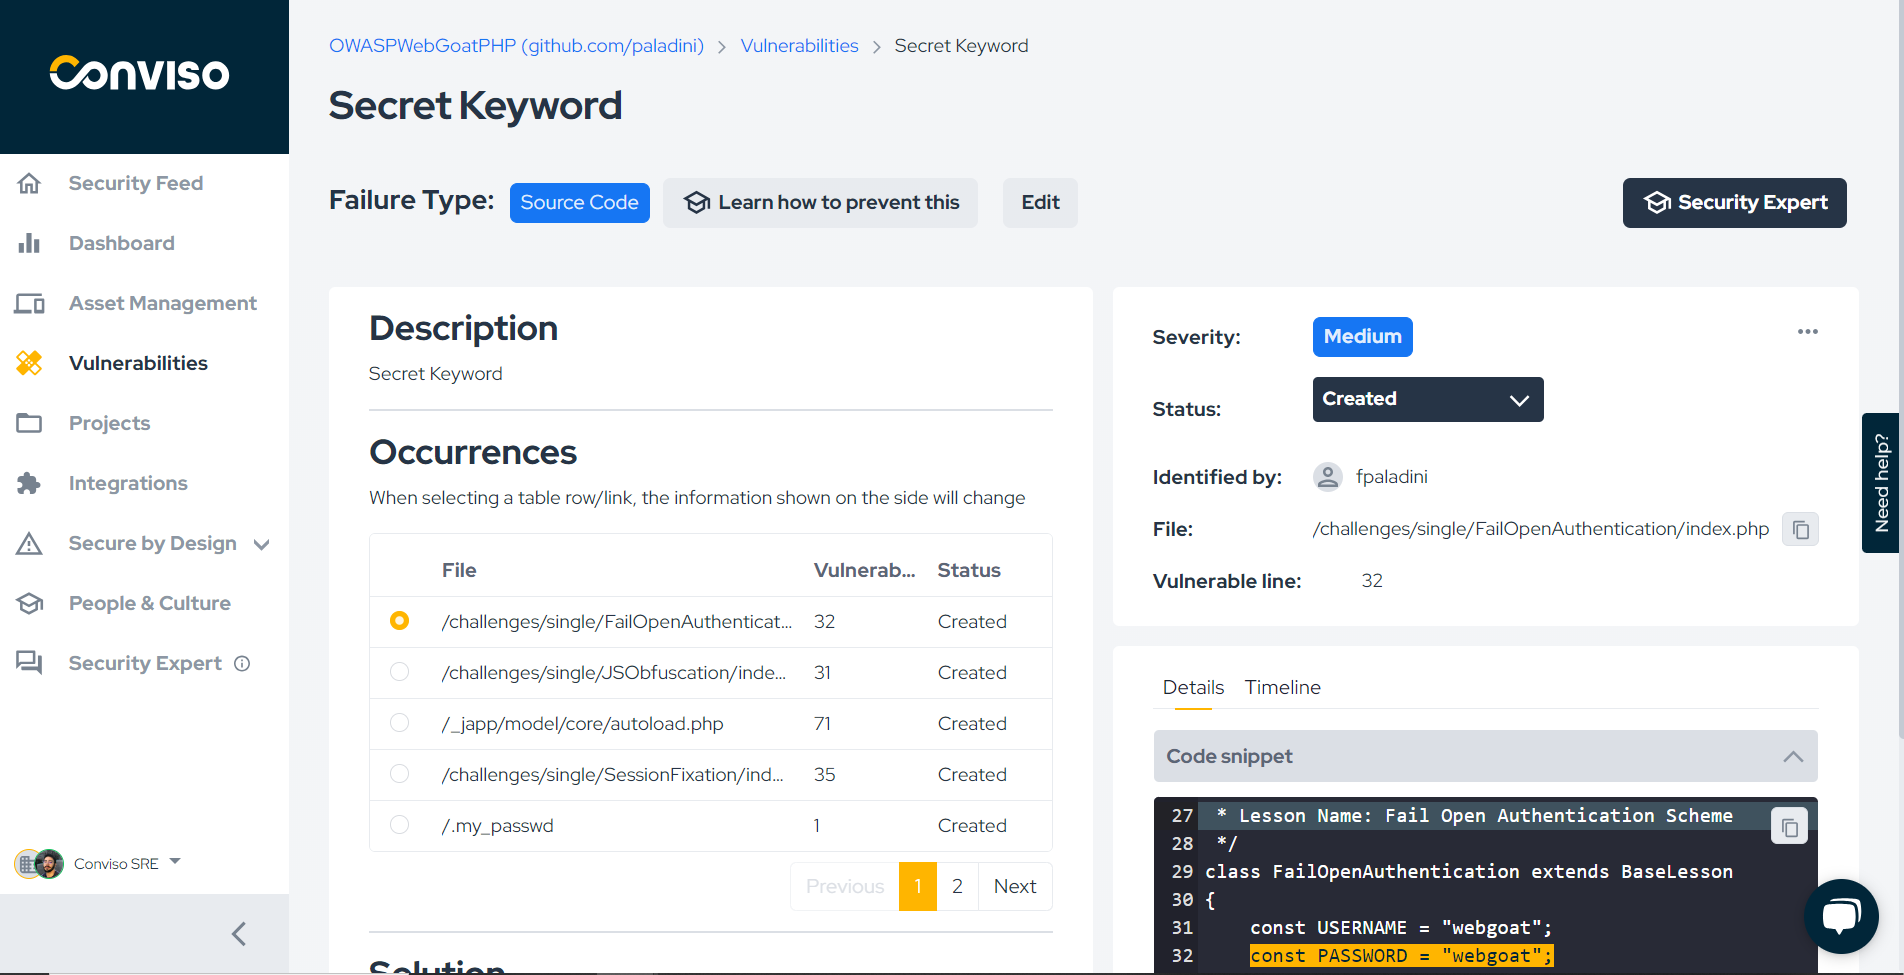 Conviso
Security Feed
Dashboard
Asset Management
Vulnerabilities
Projects
Integrations
Secure by Design
People & Culture
Security Expert
Conviso SRE
OWASPWebGoatPHP (github.com/paladini) > Vulnerabilities > Secret Keyword
Secret Keyword
Failure Type: Source Code Learn how to prevent this Edit Security Expert
Description
Secret Keyword
Occurrences
When selecting a table row/link, the information shown on the side will change
File Vulnerab... Status
/challenges/single/FailOpenAuthenticat... 32 Created
/challenges/single/JSObfuscation/inde... 31 Created
/_japp/model/core/autoload.php 71 Created
/challenges/single/SessionFixation/ind... 35 Created
/.my_passwd 1 Created
Previous 1 2 Next
Solution
Severity: Medium
Status: Created
Identified by: fpaladini
File: /challenges/single/FailOpenAuthentication/index.php
Vulnerable line: 32
Details Timeline
Code snippet
27 * Lesson Name: Fail Open Authentication Scheme
28 */
29 class FailOpenAuthentication extends BaseLesson
30 {
31 const USERNAME = "webgoat";
32 const PASSWORD = "webgoat";
Need help?